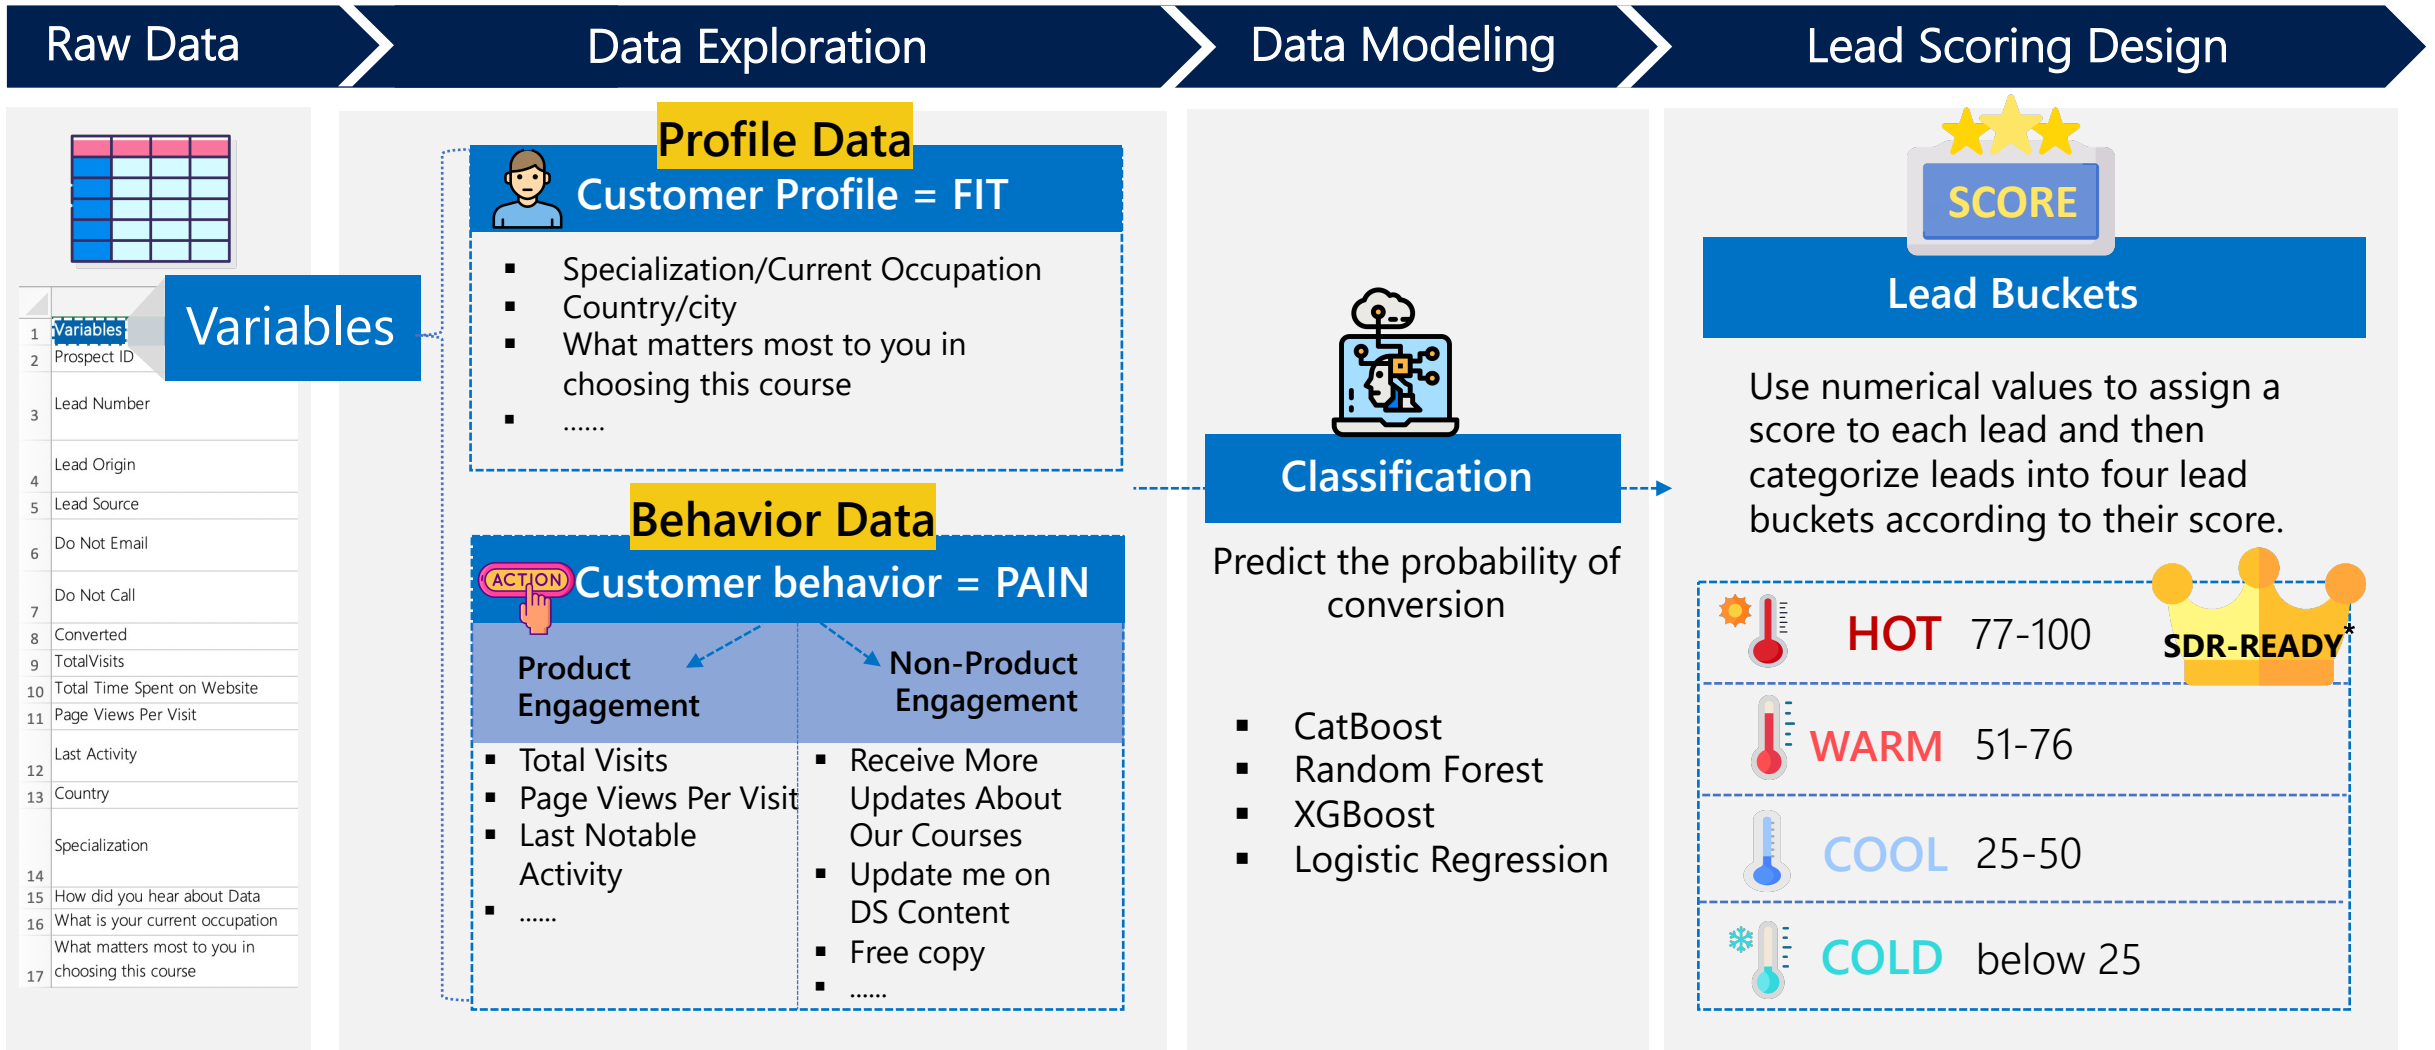 Raw Data
Data Exploration
Data Modeling
Lead Scoring Design
Variables
1 Variables
2 Prospect ID
3 Lead Number
4 Lead Origin
5 Lead Source
6 Do Not Email
7 Do Not Call
8 Converted
9 TotalVisits
10 Total Time Spent on Website
11 Page Views Per Visit
12 Last Activity
13 Country
14 Specialization
15 How did you hear about Data
16 What is your current occupation
What matters most to you in
17 choosing this course
Profile Data
Customer Profile = FIT
▪ Specialization/Current Occupation
▪ Country/city
▪ What matters most to you in
choosing this course
▪ ......
Behavior Data
ACTION
Customer behavior = PAIN
Product
Engagement
▪ Total Visits
▪ Page Views Per Visit
▪ Last Notable
Activity
▪ ......
Non-Product
Engagement
▪ Receive More
Updates About
Our Courses
▪ Update me on
DS Content
▪ Free copy
▪ ......
Classification
Predict the probability of
conversion
▪ CatBoost
▪ Random Forest
▪ XGBoost
▪ Logistic Regression
SCORE
Lead Buckets
Use numerical values to assign a
score to each lead and then
categorize leads into four lead
buckets according to their score.
HOT 77-100
SDR-READY*
WARM 51-76
COOL 25-50
COLD below 25